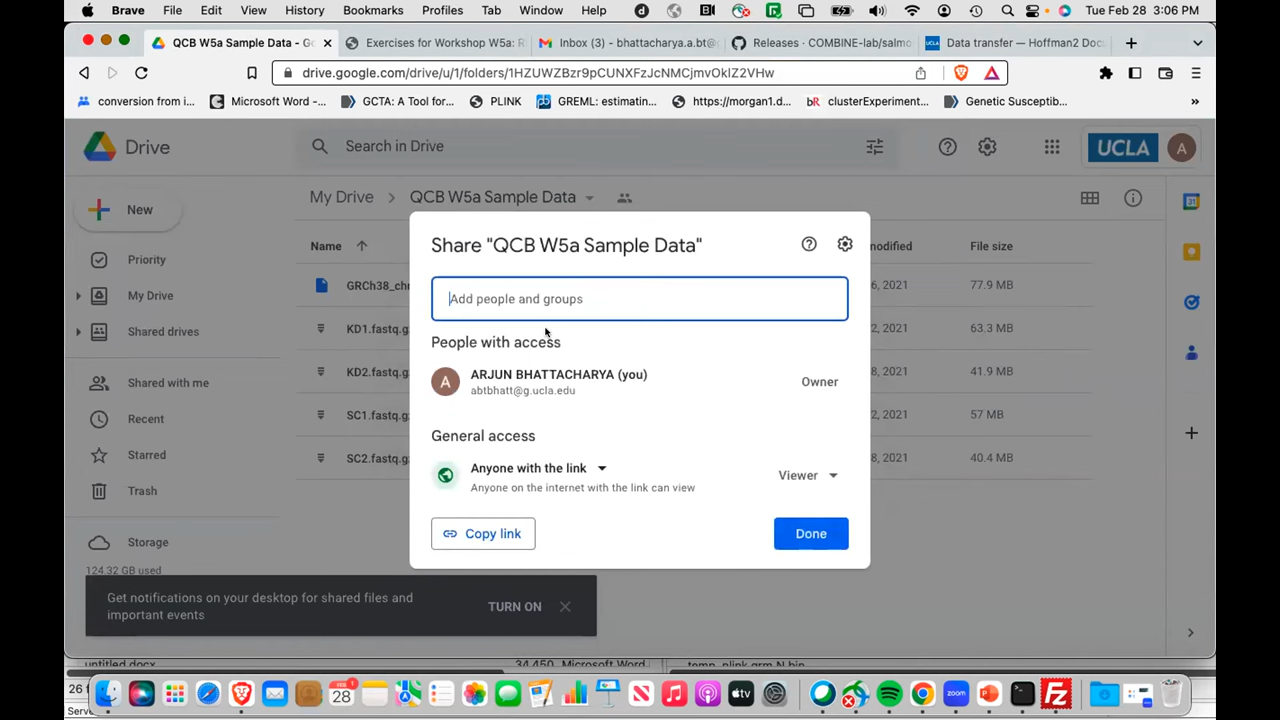 Brave File Edit View History Bookmarks Profiles Tab Window Help Tue Feb 28 3:06 PM
QCB W5a Sample Data - Go Exercises for Workshop W5a: R Inbox (3) - bhattacharya.a.bt@ Releases · COMBINE-lab/salmo Data transfer — Hoffman2 Doc
drive.google.com/drive/u/1/folders/1HZUWZBzr9pCUNXFzJcNMCjmvOkIZ2VHw
conversion from i... Microsoft Word -... GCTA: A Tool for... PLINK GREML: estimatin... https://morgan1.d... bR clusterExperiment... Genetic Susceptib... »
Drive
Search in Drive
UCLA A
New
My Drive > QCB W5a Sample Data
Name
modified File size
Priority
My Drive
Shared drives
Shared with me
Recent
Starred
Trash
Storage
124.32 GB used
GRCh38_ch 2021 77.9 MB
KD1.fastq.g 2021 63.3 MB
KD2.fastq.g 2021 41.9 MB
SC1.fastq.g 2021 57 MB
SC2.fastq.g 2021 40.4 MB
Share "QCB W5a Sample Data"
Add people and groups
People with access
A ARJUN BHATTACHARYA (you) Owner
abtbhatt@g.ucla.edu
General access
Anyone with the link Viewer
Anyone on the internet with the link can view
Copy link Done
Get notifications on your desktop for shared files and
important events
TURN ON
untitled.docx 34,450 Microsoft Word temp_plink.grm.N.bin
26 f
Serve
FEB 28 zoom